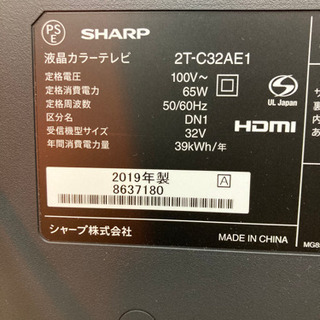 PS
E
SHARP
液晶カラーテレビ 2T-C32AE1
定格電圧 100V～
定格消費電力 65W
定格周波数 50/60Hz
区分名 DN1
受信機型サイズ 32V
年間消費電力量 39kWh/年
UL Japan
HDMI
2019年製 A
8637180
シャープ株式会社
MADE IN CHINA